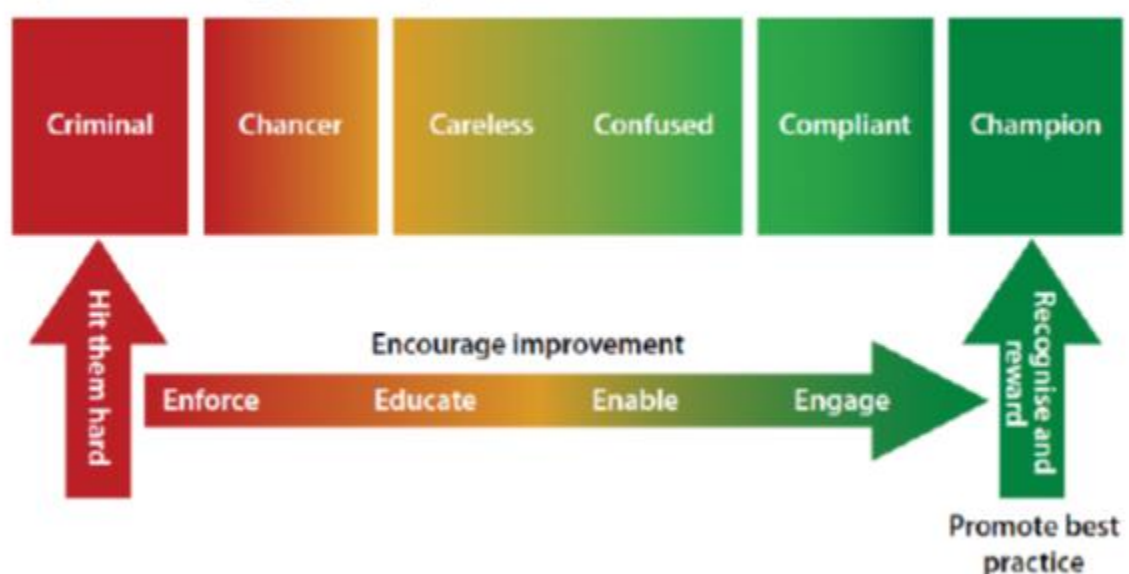 Criminal
Chancer
Careless
Confused
Compliant
Champion
Hit them hard
Encourage improvement
Enforce
Educate
Enable
Engage
Recognise and
reward
Promote best
practice